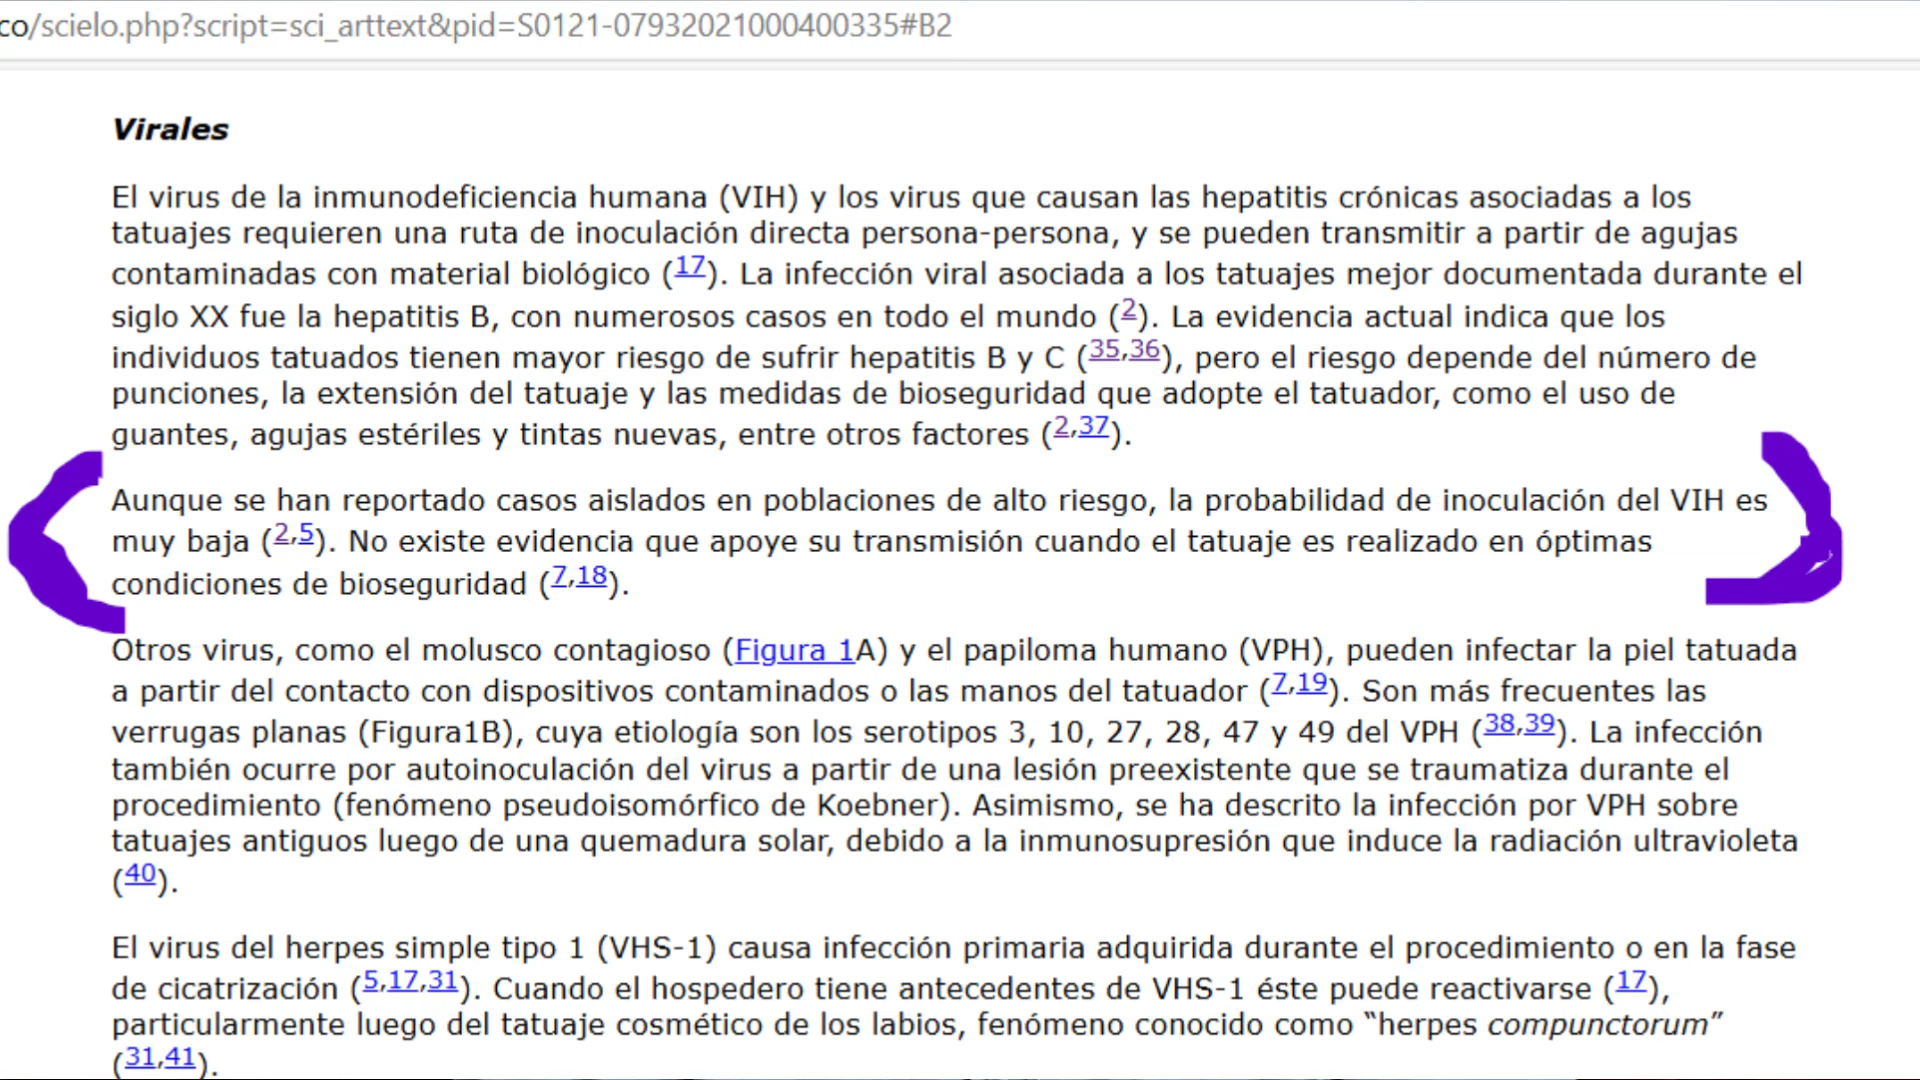 co/scielo.php?script=sci_arttext&pid=S0121-07932021000400335#B2
Virales
El virus de la inmunodeficiencia humana (VIH) y los virus que causan las hepatitis crónicas asociadas a los
tatuajes requieren una ruta de inoculación directa persona-persona, y se pueden transmitir a partir de agujas
contaminadas con material biológico (17). La infección viral asociada a los tatuajes mejor documentada durante el
siglo XX fue la hepatitis B, con numerosos casos en todo el mundo (2). La evidencia actual indica que los
individuos tatuados tienen mayor riesgo de sufrir hepatitis B y C (35,36), pero el riesgo depende del número de
punciones, la extensión del tatuaje y las medidas de bioseguridad que adopte el tatuador, como el uso de
guantes, agujas estériles y tintas nuevas, entre otros factores (2,37).
Aunque se han reportado casos aislados en poblaciones de alto riesgo, la probabilidad de inoculación del VIH es
muy baja (2,5). No existe evidencia que apoye su transmisión cuando el tatuaje es realizado en óptimas
condiciones de bioseguridad (7,18).
Otros virus, como el molusco contagioso (Figura 1A) y el papiloma humano (VPH), pueden infectar la piel tatuada
a partir del contacto con dispositivos contaminados o las manos del tatuador (7,19). Son más frecuentes las
verrugas planas (Figura1B), cuya etiología son los serotipos 3, 10, 27, 28, 47 y 49 del VPH (38,39). La infección
también ocurre por autoinoculación del virus a partir de una lesión preexistente que se traumatiza durante el
procedimiento (fenómeno pseudoisomórfico de Koebner). Asimismo, se ha descrito la infección por VPH sobre
tatuajes antiguos luego de una quemadura solar, debido a la inmunosupresión que induce la radiación ultravioleta
(40).
El virus del herpes simple tipo 1 (VHS-1) causa infección primaria adquirida durante el procedimiento o en la fase
de cicatrización (5,17,31). Cuando el hospedero tiene antecedentes de VHS-1 éste puede reactivarse (17),
particularmente luego del tatuaje cosmético de los labios, fenómeno conocido como “herpes compunctorum”
(31,41).